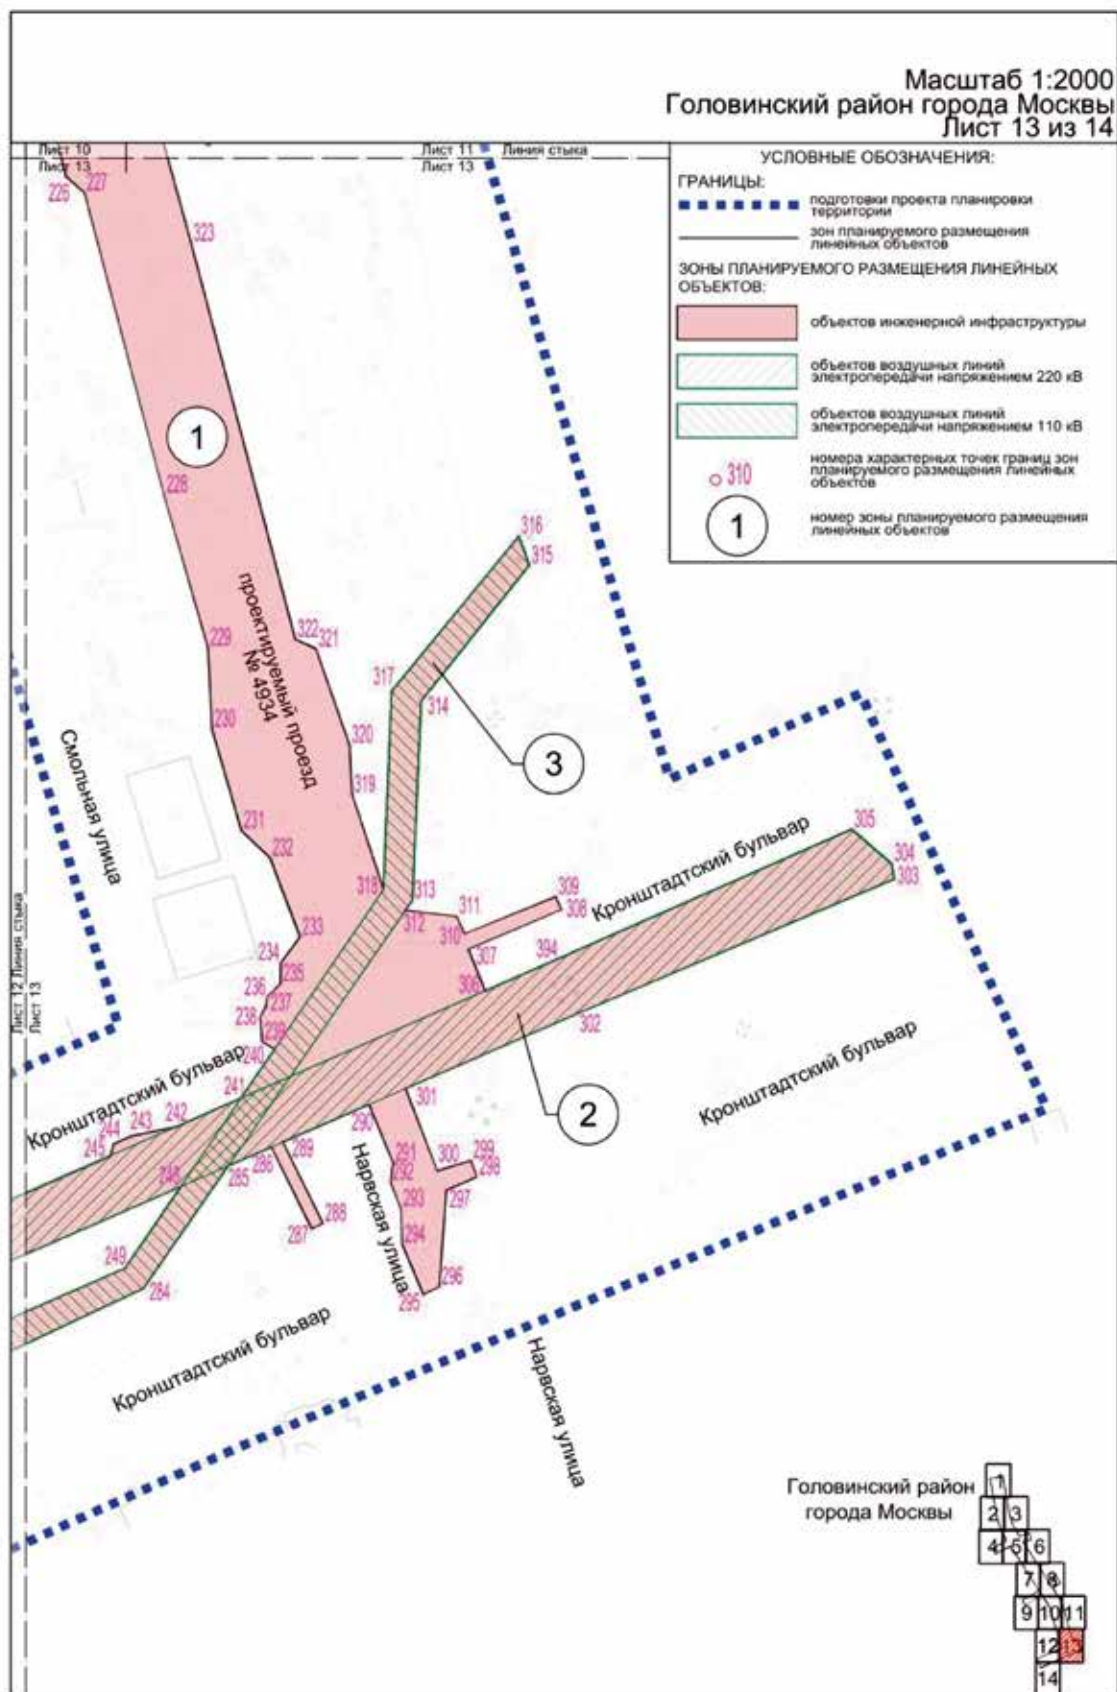 Масштаб 1:2000
Головинский район города Москвы
Лист 13 из 14
Лист 10
Лист 13
Лист 11
Линия стыка
Лист 13
УСЛОВНЫЕ ОБОЗНАЧЕНИЯ:
ГРАНИЦЫ:
подготовки проекта планировки
территории
зон планируемого размещения
линейных объектов
ЗОНЫ ПЛАНИРУЕМОГО РАЗМЕЩЕНИЯ ЛИНЕЙНЫХ
ОБЪЕКТОВ:
объектов инженерной инфраструктуры
объектов воздушных линий
электропередачи напряжением 220 кВ
объектов воздушных линий
электропередачи напряжением 110 кВ
310
номера характерных точек границ зон
планируемого размещения линейных
объектов
1
номер зоны планируемого размещения
линейных объектов
226
227
323
1
228
316
315
229
322
321
проектируемый проезд
№ 4934
317
314
230
320
3
319
Смольная улица
231
232
305
304
303
Кронштадтский бульвар
318
313
309
308
312
311
310
233
234
307
394
235
236
306
237
238
302
239
240
Лист 12
Линия стыка
Лист 13
Кронштадтский бульвар
241
301
2
Кронштадтский бульвар
242
243
244
245
290
289
286
285
248
291
292
300
299
298
293
297
Нарвская улица
288
287
294
249
284
296
295
Кронштадтский бульвар
Нарвская улица
Головинский район
города Москвы
1
2 3
4 5 6
7 8
9 10 11
12 13
14